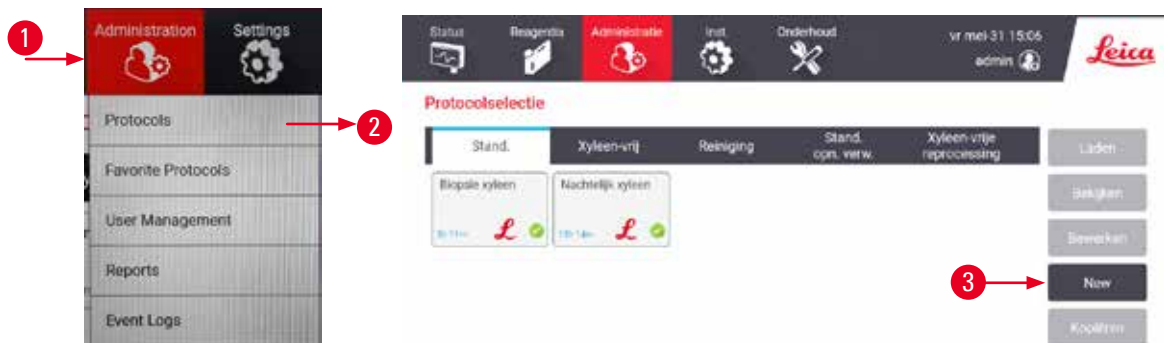 1
Administration
Settings
Protocols
2
Favorite Protocols
User Management
Reports
Event Logs
Status
Reagentia
Administratie
Inst.
Onderhoud
vr mei 31 15:06
admin
Leica
Protocolselectie
Stand.
Xyleen-vrij
Reiniging
Stand.
opn. verw.
Xyleen-vrije
reprocessing
Laden
Biopsie xyleen
Nachtelijk xyleen
Bekijken
Bewerken
3
New
Kopiëren